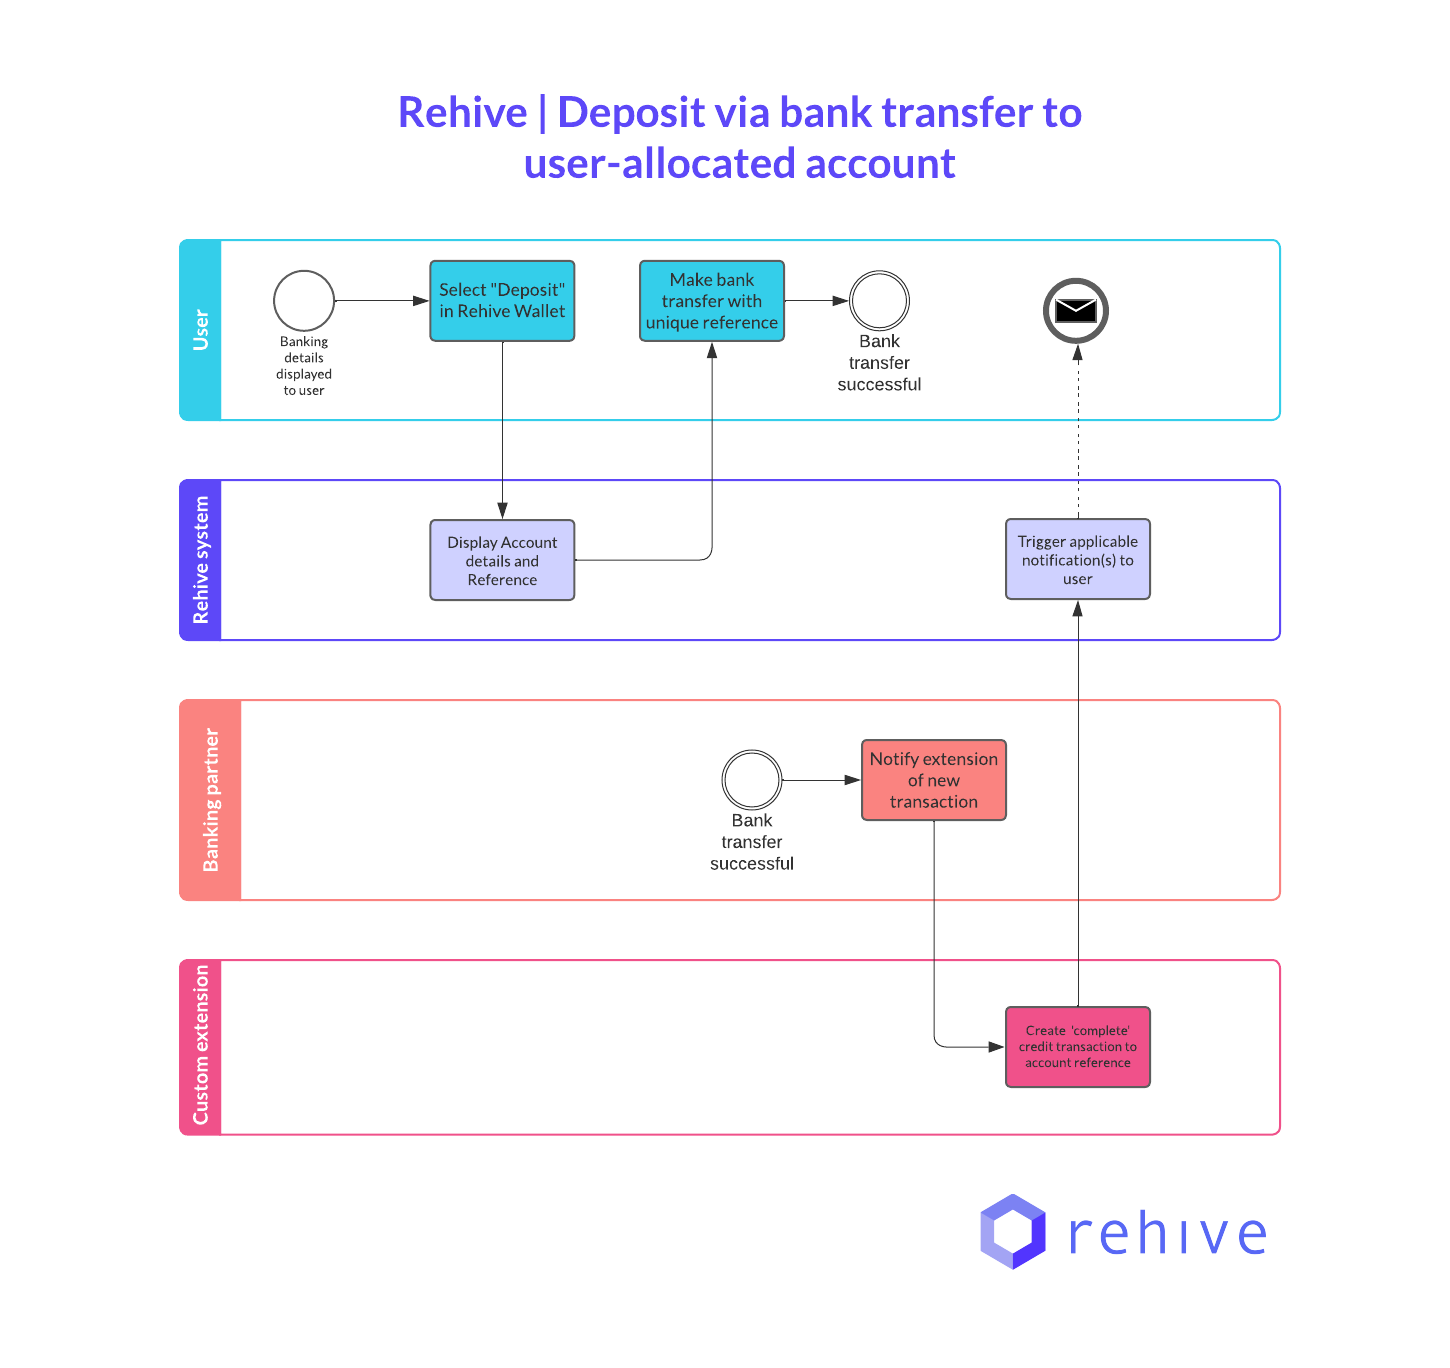 Rehive | Deposit via bank transfer to
user-allocated account
User
Banking
details
displayed
to user
Select "Deposit"
in Rehive Wallet
Make bank
transfer with
unique reference
Bank
transfer
successful
Rehive system
Display Account
details and
Reference
Trigger applicable
notification(s) to
user
Banking partner
Bank
transfer
successful
Notify extension
of new
transaction
Custom extension
Create 'complete'
credit transaction to
account reference
rehive